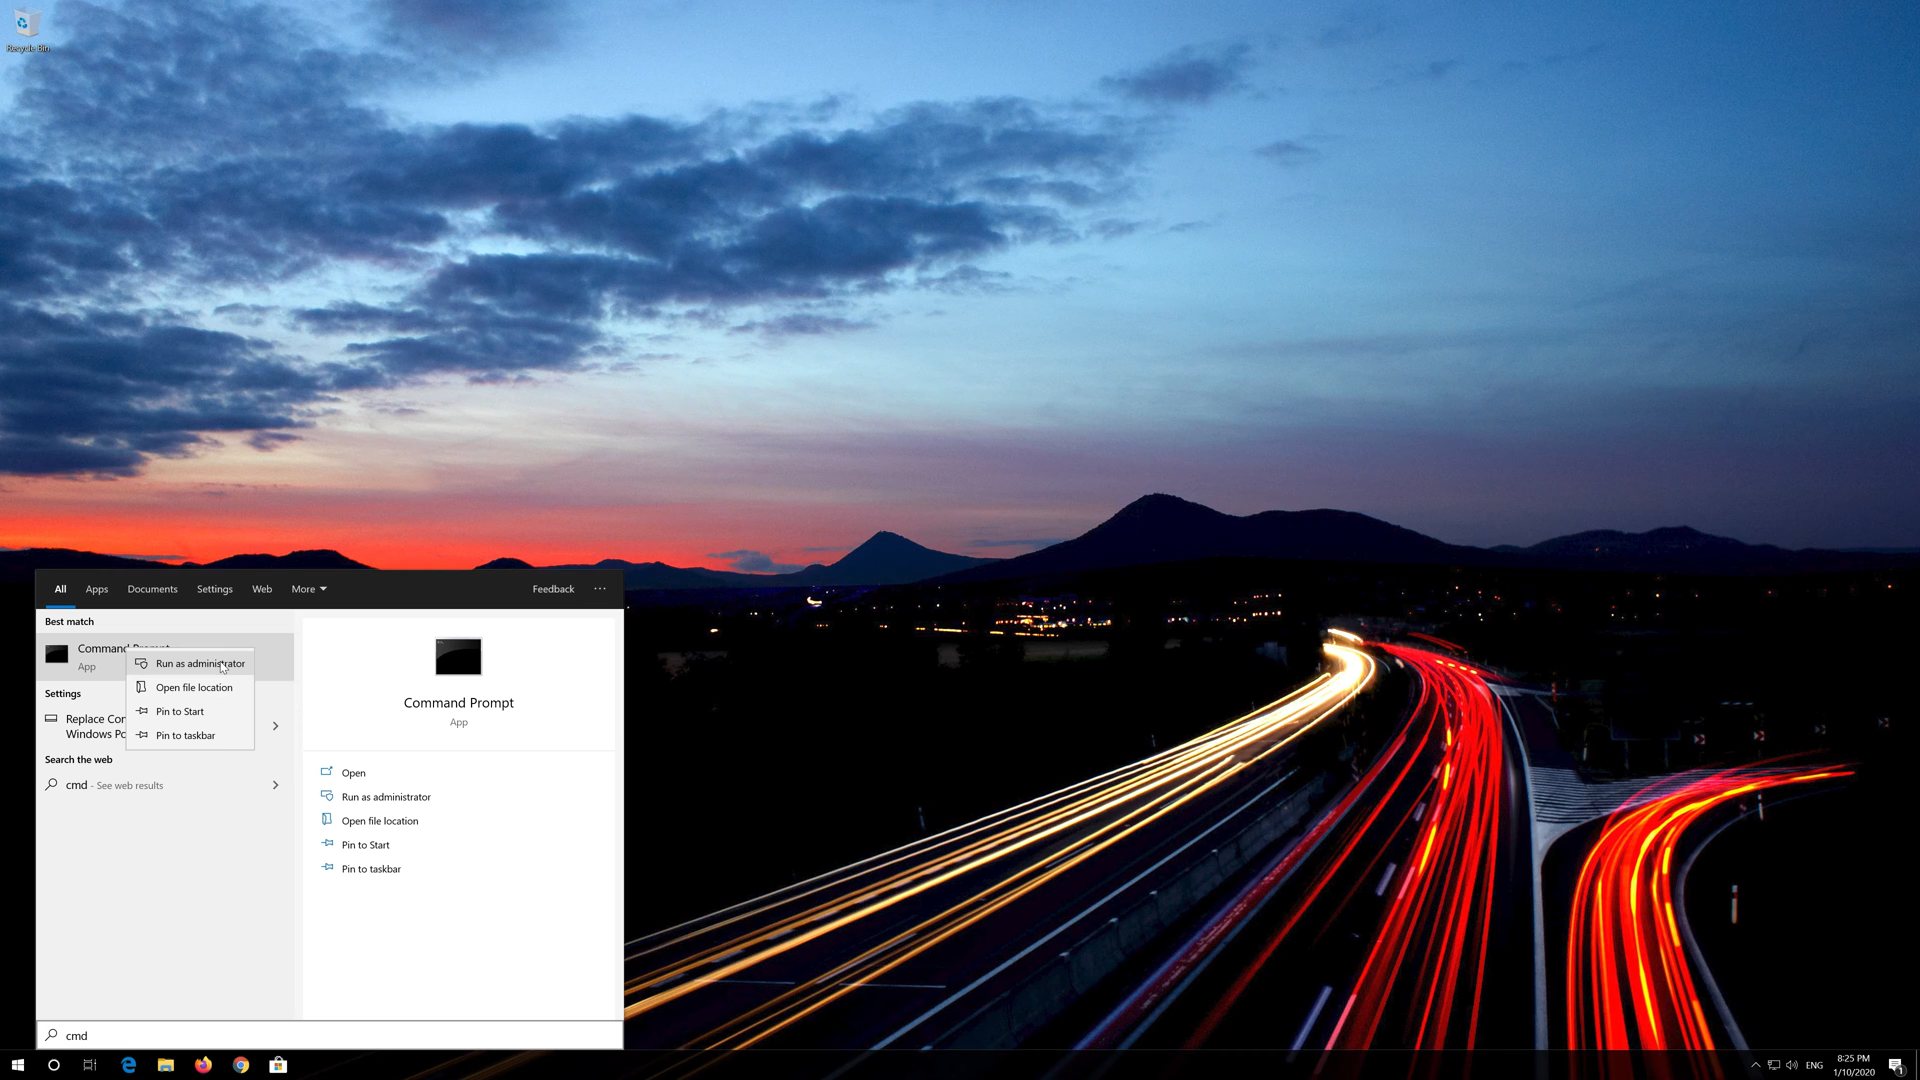 Recycle Bin
All Apps Documents Settings Web More Feedback ...
Best match
Command Prompt
App
Run as administrator
Open file location
Pin to Start
Pin to taskbar
Settings
Replace
Windows
Search the web
cmd - See web results
Command Prompt
App
Open
Run as administrator
Open file location
Pin to Start
Pin to taskbar
cmd
ENG
8:25 PM
1/10/2020
1